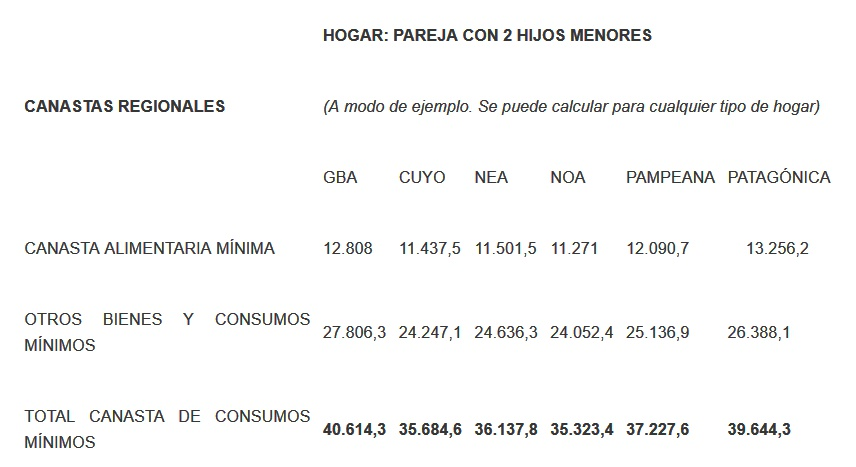 HOGAR: PAREJA CON 2 HIJOS MENORES
CANASTAS REGIONALES (A modo de ejemplo. Se puede calcular para cualquier tipo de hogar)
GBA CUYO NEA NOA PAMPEANA PATAGÓNICA
CANASTA ALIMENTARIA MÍNIMA 12.808 11.437,5 11.501,5 11.271 12.090,7 13.256,2
OTROS BIENES Y CONSUMOS
MÍNIMOS 27.806,3 24.247,1 24.636,3 24.052,4 25.136,9 26.388,1
TOTAL CANASTA DE CONSUMOS
MÍNIMOS 40.614,3 35.684,6 36.137,8 35.323,4 37.227,6 39.644,3